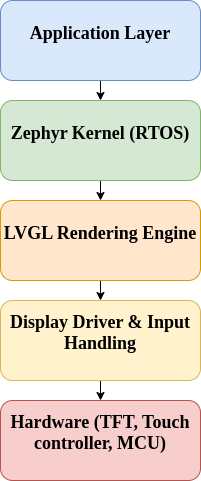 Application Layer
Zephyr Kernel (RTOS)
LVGL Rendering Engine
Display Driver & Input
Handling
Hardware (TFT, Touch
controller, MCU)